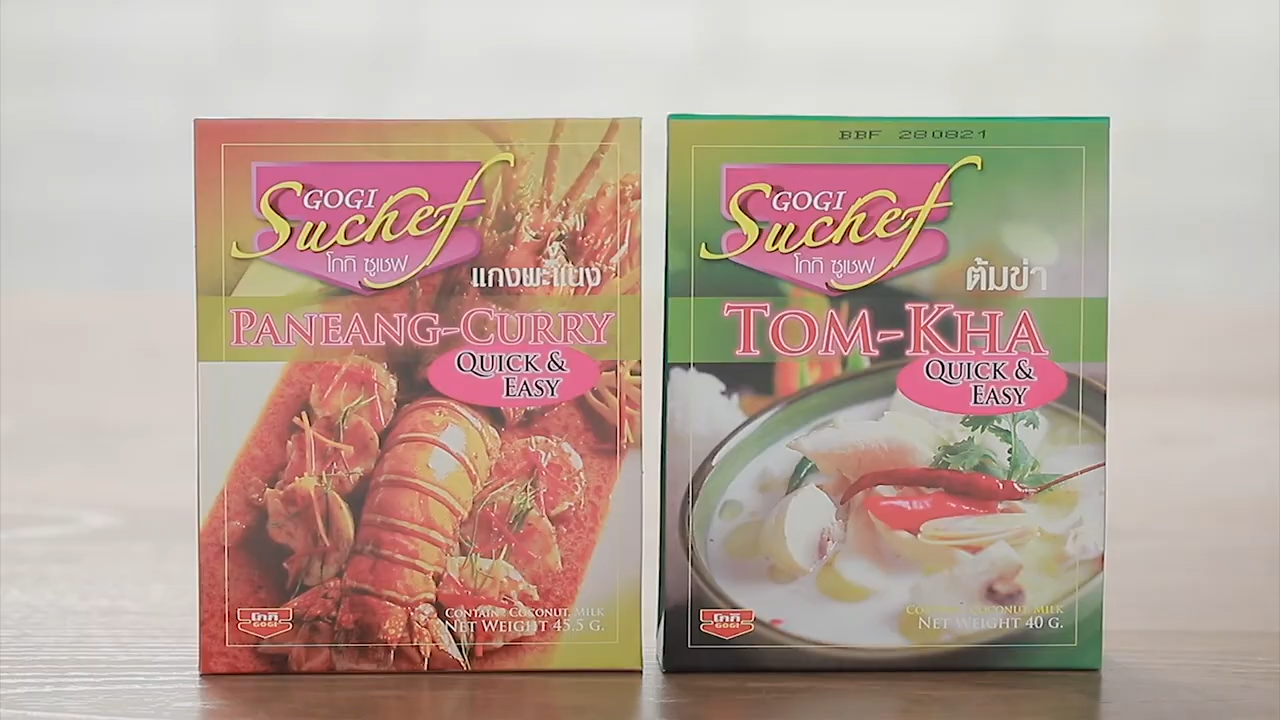 GOGI
Suchef
โกกิ ซูเชฟ
แกงพะแนง
PANEANG-CURRY
QUICK &
EASY
โกกิ
GOGI
CONTAIN : COCONUT MILK
NET WEIGHT 45.5 G.
BBF 280821
GOGI
Suchef
โกกิ ซูเชฟ
ต้มข่า
TOM-KHA
QUICK &
EASY
โกกิ
GOGI
CONTAIN : COCONUT MILK
NET WEIGHT 40 G.